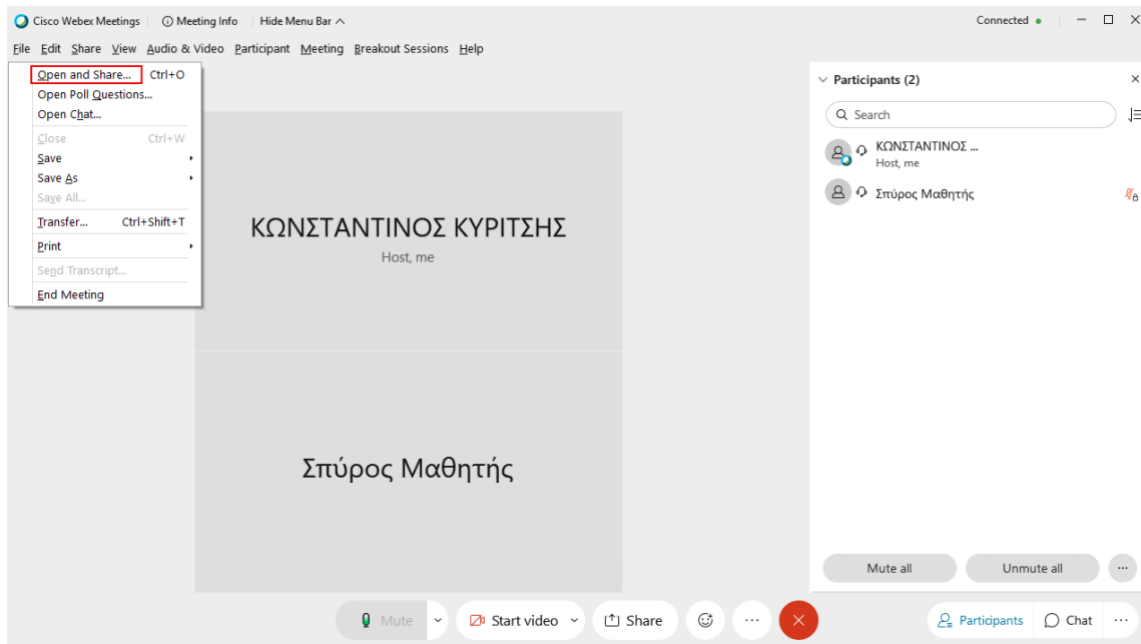 Cisco Webex Meetings Meeting Info Hide Menu Bar Connected
File Edit Share View Audio & Video Participant Meeting Breakout Sessions Help
Open and Share... Ctrl+O
Open Poll Questions...
Open Chat...
Close Ctrl+W
Save
Save As
Save All...
Transfer... Ctrl+Shift+T
Print
Send Transcript...
End Meeting
ΚΩΝΣΤΑΝΤΙΝΟΣ ΚΥΡΙΤΣΗΣ
Host, me
Σπύρος Μαθητής
Participants (2)
Search
ΚΩΝΣΤΑΝΤΙΝΟΣ ...
Host, me
Σπύρος Μαθητής
Mute all Unmute all ...
Mute Start video Share ... Participants Chat ...